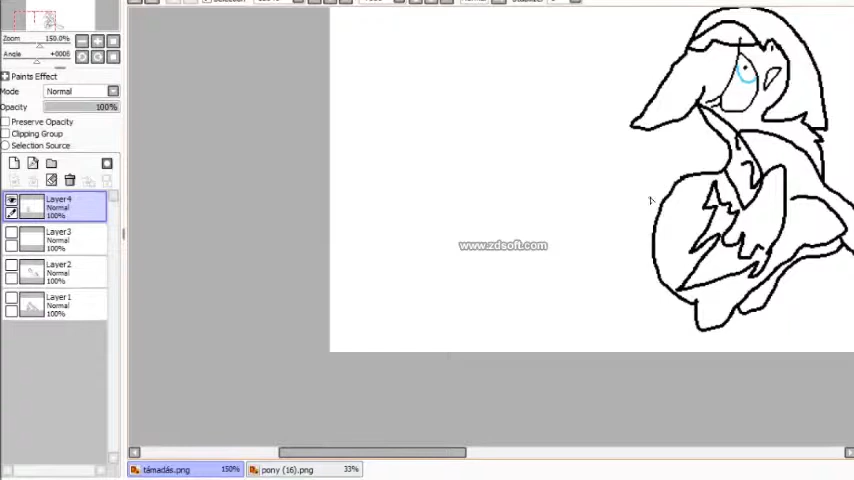 Zoom 150.0%
Angle +0006
Paints Effect
Mode Normal
Opacity 100%
Preserve Opacity
Clipping Group
Selection Source
Layer4
Normal
100%
Layer3
Normal
100%
Layer2
Normal
100%
Layer1
Normal
100%
www.zdsoft.com
támadás.png 150%
pony (16).png 33%